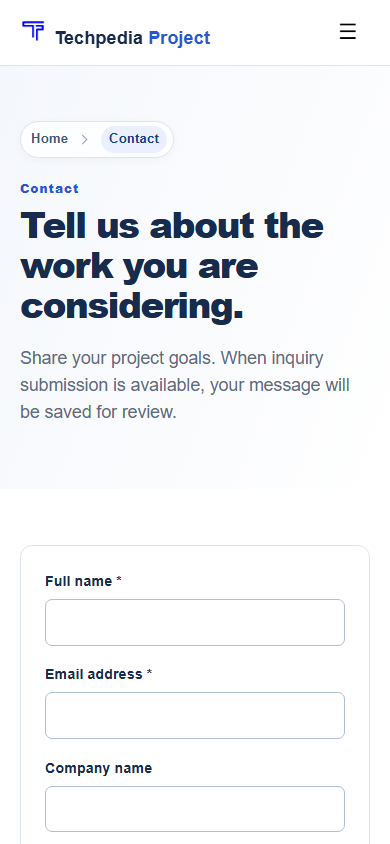 Techpedia Project
Home
Contact
Contact
Tell us about the
work you are
considering.
Share your project goals. When inquiry
submission is available, your message will
be saved for review.
Full name *
Email address *
Company name